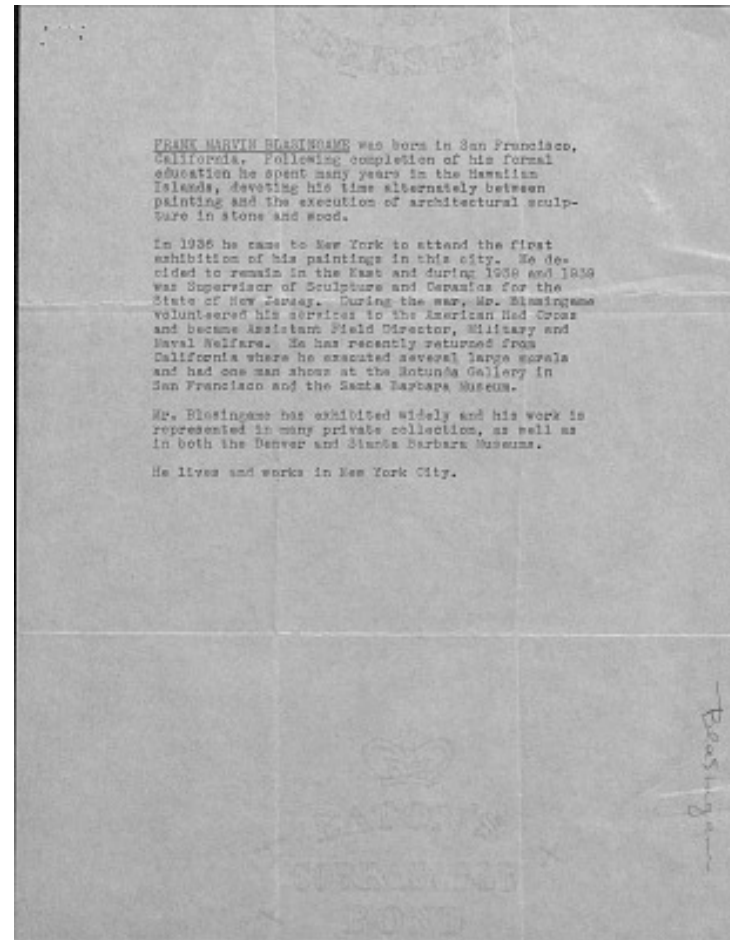 FRANK MARVIN BLASINGAME was born in San Francisco,
California. Following completion of his formal
education he spent many years in the Hawaiian
Islands, devoting his time alternately between
painting and the execution of architectural sculp-
ture in stone and wood.
In 1936 he came to New York to attend the first
exhibition of his paintings in this city. He de-
cided to remain in the East and during 1938 and 1939
was Supervisor of Sculpture and Ceramics for the
State of New Jersey. During the war, Mr. Blasingame
volunteered his services to the American Red Cross
and became Assistant Field Director, Military and
Naval Welfare. He has recently returned from
California where he executed several large murals
and had one man shows at the Rotunda Gallery in
San Francisco and the Santa Barbara Museum.
Mr. Blasingame has exhibited widely and his work is
represented in many private collection, as well as
in both the Denver and Stanta Barbara Museums.
He lives and works in New York City.
Blasingame